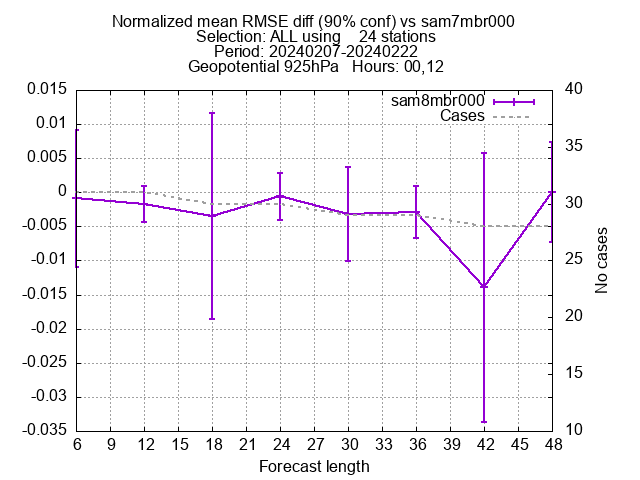 Normalized mean RMSE diff (90% conf) vs sam7mbr000
Selection: ALL using    24 stations
Period: 20240207-20240222
Geopotential 925hPa   Hours: 00,12
sam8mbr000
Cases
0.015
0.01
0.005
0
-0.005
-0.01
-0.015
-0.02
-0.025
-0.03
-0.035
40
35
30
25
20
15
10
No cases
6 9 12 15 18 21 24 27 30 33 36 39 42 45 48
Forecast length